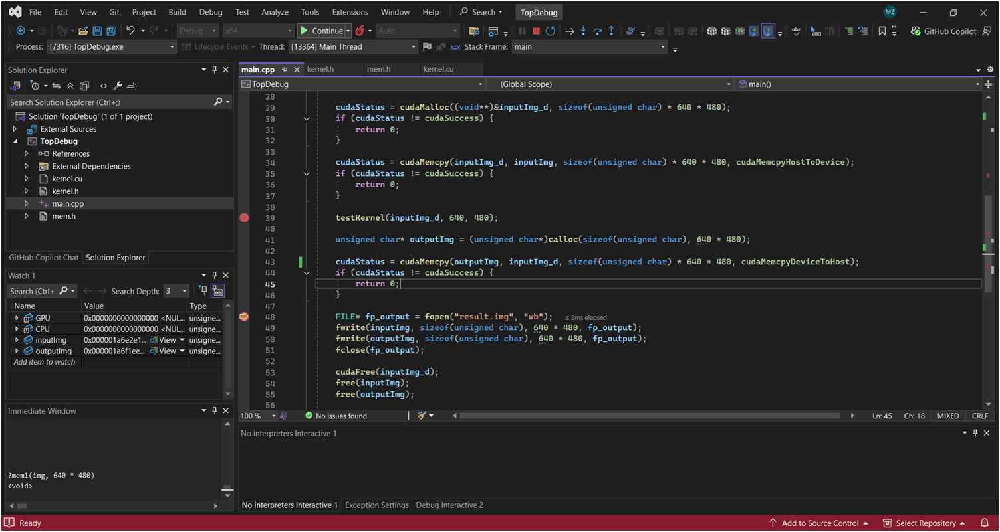 File Edit View Git Project Build Debug Test Analyze Tools Extensions Window Help Search TopDebug MZ
Debug x64 Continue Auto GitHub Copilot
Process: [7316] TopDebug.exe Lifecycle Events Thread: [13364] Main Thread Stack Frame: main
Solution Explorer
Search Solution Explorer (Ctrl+;)
Solution 'TopDebug' (1 of 1 project)
External Sources
TopDebug
References
External Dependencies
kernel.cu
kernel.h
main.cpp
mem.h
GitHub Copilot Chat Solution Explorer
Watch 1
Search (Ctrl+ Search Depth: 3
Name Value Type
GPU 0x0000000000000000 <NUL... unsigne...
CPU 0x0000000000000000 <NUL... unsigne...
inputImg 0x000001a6e2e1... View unsigne...
outputImg 0x000001a6f1ee... View unsigne...
Add item to watch
Immediate Window
?mem1(img, 640 * 480)
<void>
main.cpp kernel.h mem.h kernel.cu
TopDebug (Global Scope) main()
28
29 cudaStatus = cudaMalloc((void**)&inputImg_d, sizeof(unsigned char) * 640 * 480);
30 if (cudaStatus != cudaSuccess) {
31 return 0;
32 }
33
34 cudaStatus = cudaMemcpy(inputImg_d, inputImg, sizeof(unsigned char) * 640 * 480, cudaMemcpyHostToDevice);
35 if (cudaStatus != cudaSuccess) {
36 return 0;
37 }
38
39 testKernel(inputImg_d, 640, 480);
40
41 unsigned char* outputImg = (unsigned char*)calloc(sizeof(unsigned char), 640 * 480);
42
43 cudaStatus = cudaMemcpy(outputImg, inputImg_d, sizeof(unsigned char) * 640 * 480, cudaMemcpyDeviceToHost);
44 if (cudaStatus != cudaSuccess) {
45 return 0;
46 }
47
48 FILE* fp_output = fopen("result.img", "wb"); ≤ 2ms elapsed
49 fwrite(inputImg, sizeof(unsigned char), 640 * 480, fp_output);
50 fwrite(outputImg, sizeof(unsigned char), 640 * 480, fp_output);
51 fclose(fp_output);
52
53 cudaFree(inputImg_d);
54 free(inputImg);
55 free(outputImg);
56
100 % No issues found Ln: 45 Ch: 18 MIXED CRLF
No interpreters Interactive 1
No interpreters Interactive 1 Exception Settings Debug Interactive 2
Ready Add to Source Control Select Repository